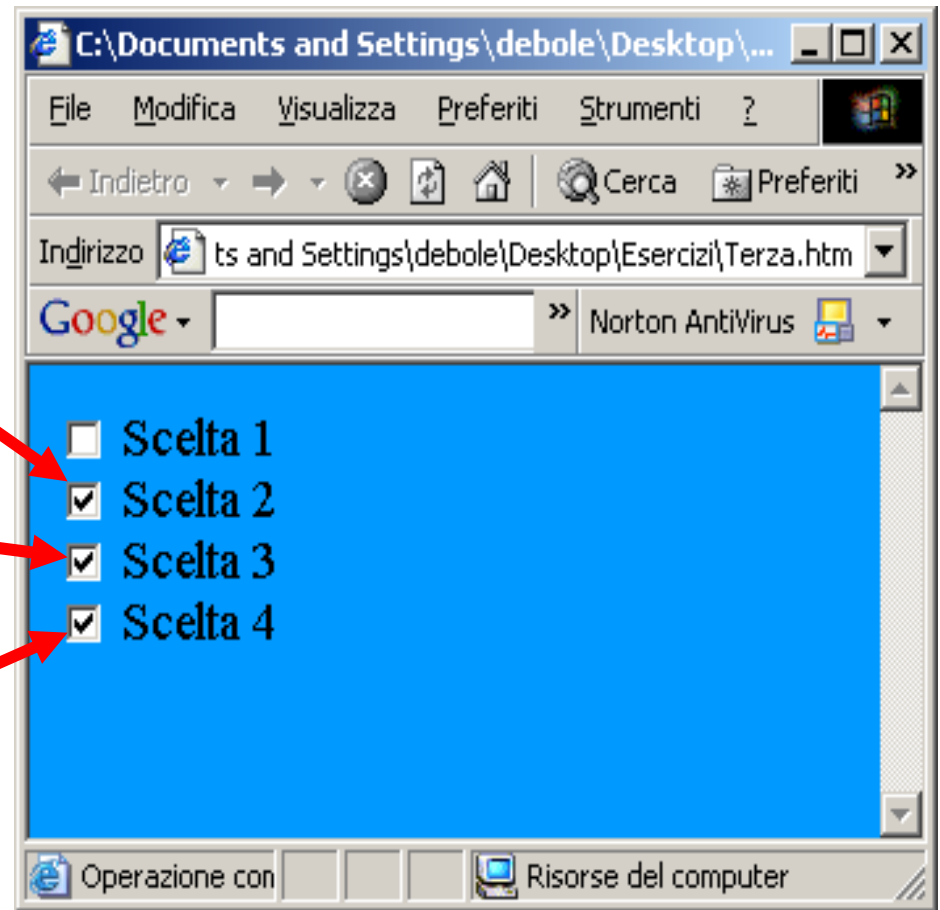 C:\Documents and Settings\debole\Desktop\...
File Modifica Visualizza Preferiti Strumenti ?
Indietro Cerca Preferiti »
Indirizzo ts and Settings\debole\Desktop\Esercizi\Terza.htm
Google » Norton AntiVirus
Scelta 1
Scelta 2
Scelta 3
Scelta 4
Operazione con Risorse del computer